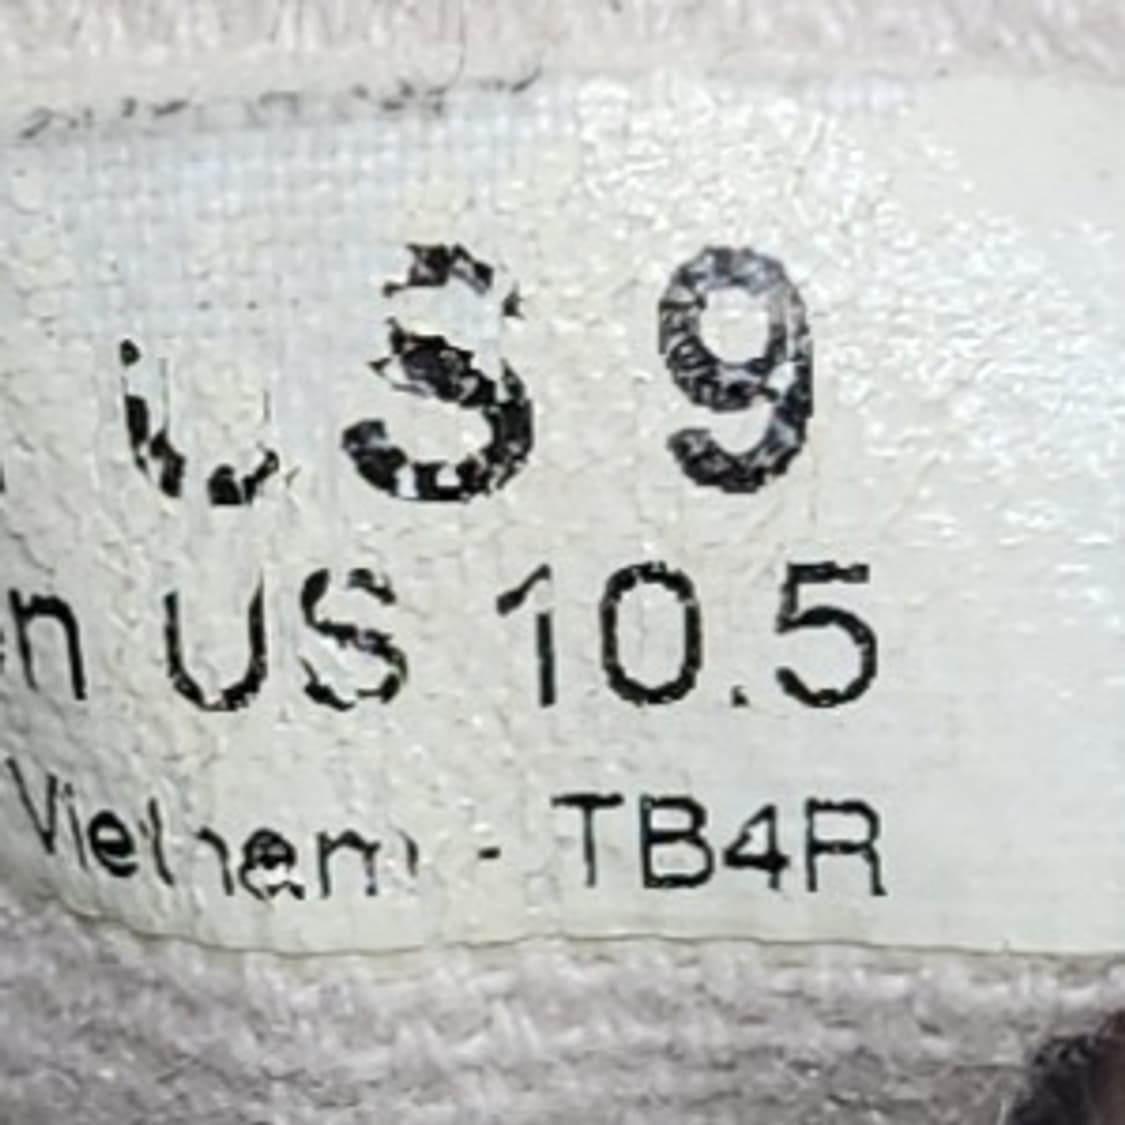 US 9
n US 10.5
Vietnam - TB4R